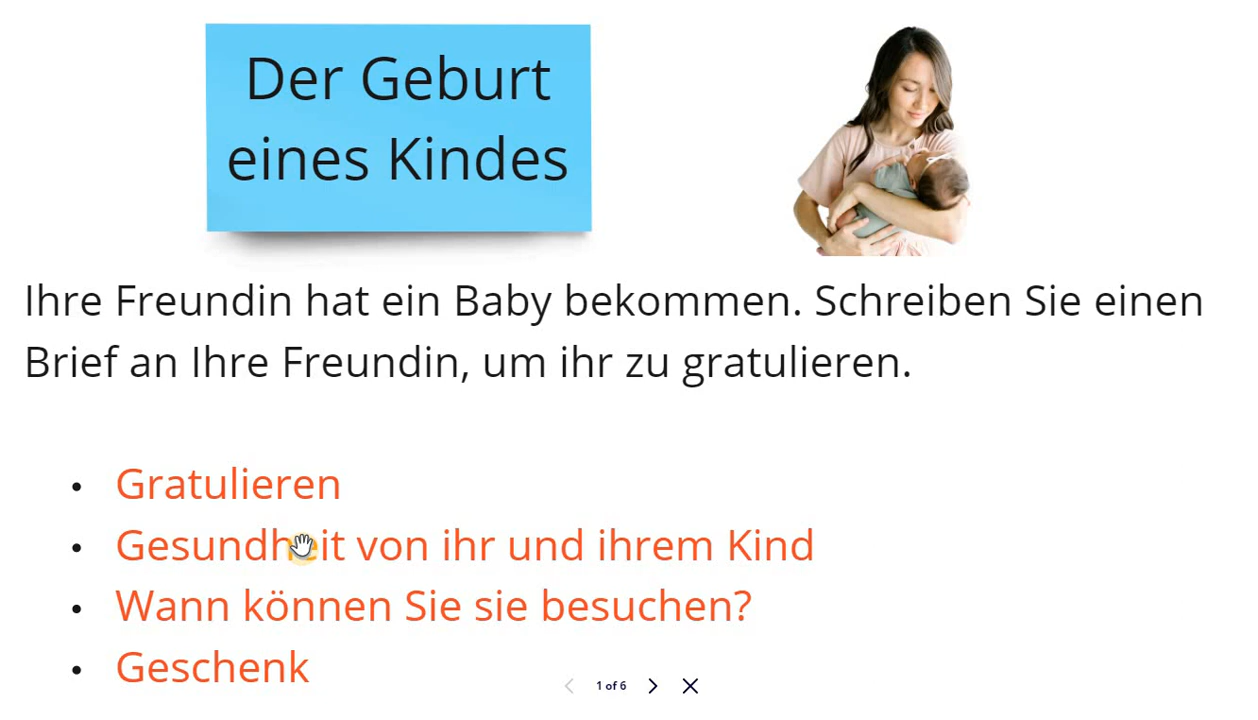 Der Geburt
eines Kindes
Ihre Freundin hat ein Baby bekommen. Schreiben Sie einen
Brief an Ihre Freundin, um ihr zu gratulieren.
• Gratulieren
• Gesundheit von ihr und ihrem Kind
• Wann können Sie sie besuchen?
• Geschenk
1 of 6